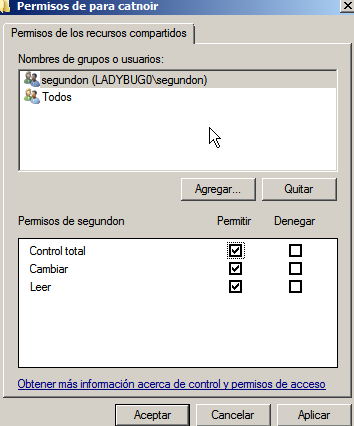 Permisos de para catnoir
Permisos de los recursos compartidos
Nombres de grupos o usuarios:
segundon (LADYBUG0\segundon)
Todos
Agregar... Quitar
Permisos de segundon Permitir Denegar
Control total
Cambiar
Leer
Obtener más información acerca de control y permisos de acceso
Aceptar Cancelar Aplicar